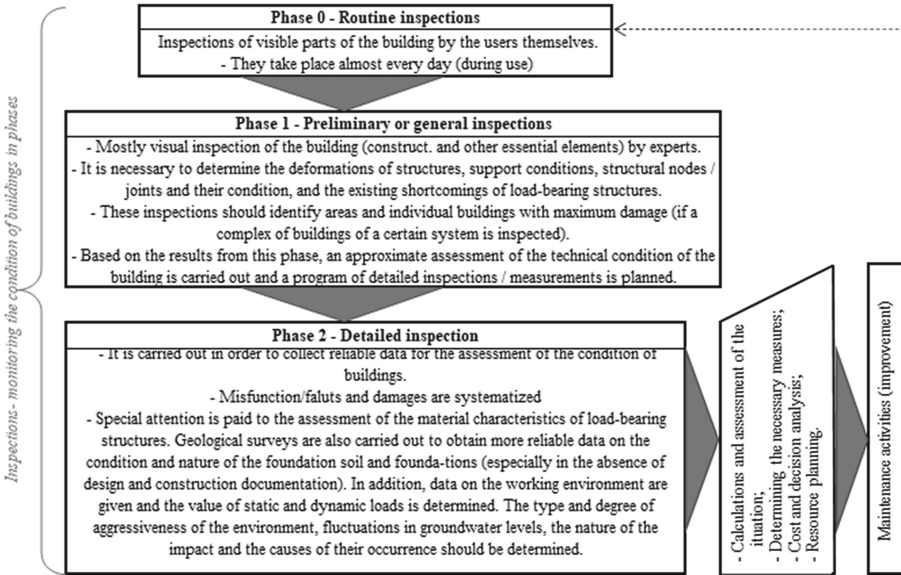 Inspections- monitoring the condition of buildings in phases
Phase 0 - Routine inspections
Inspections of visible parts of the building by the users themselves.
- They take place almost every day (during use)
Phase 1 - Preliminary or general inspections
- Mostly visual inspection of the building (construct. and other essential elements) by experts.
- It is necessary to determine the deformations of structures, support conditions, structural nodes /
joints and their condition, and the existing shortcomings of load-bearing structures.
- These inspections should identify areas and individual buildings with maximum damage (if a
complex of buildings of a certain system is inspected).
- Based on the results from this phase, an approximate assessment of the technical condition of the
building is carried out and a program of detailed inspections / measurements is planned.
Phase 2 - Detailed inspection
- It is carried out in order to collect reliable data for the assessment of the condition of
buildings.
- Misfunction/faluts and damages are systematized
- Special attention is paid to the assessment of the material characteristics of load-bearing
structures. Geological surveys are also carried out to obtain more reliable data on the
condition and nature of the foundation soil and founda-tions (especially in the absence of
design and construction documentation). In addition, data on the working environment are
given and the value of static and dynamic loads is determined. The type and degree of
aggressiveness of the environment, fluctuations in groundwater levels, the nature of the
impact and the causes of their occurrence should be determined.
- Calculations and assessment of the
ituation;
- Determining the necessary measures;
- Cost and decision analysis;
- Resource planning.
Maintenance activities (improvement)